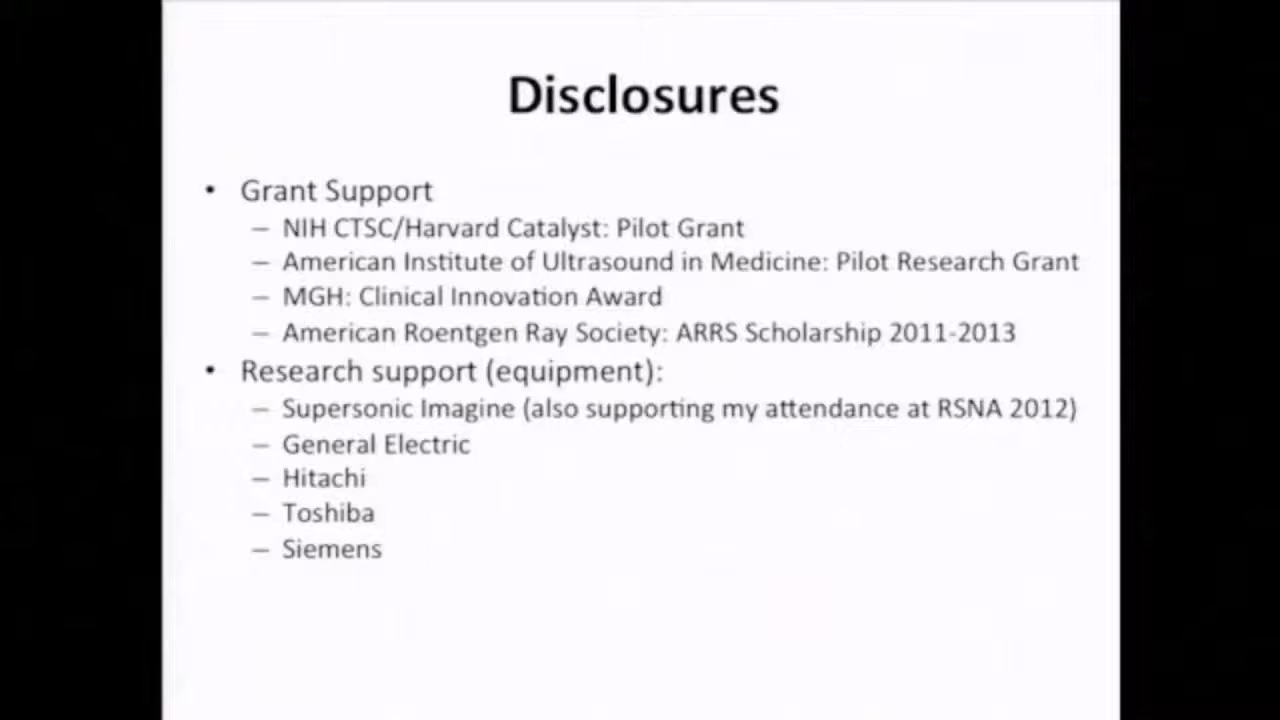 Disclosures
• Grant Support
– NIH CTSC/Harvard Catalyst: Pilot Grant
– American Institute of Ultrasound in Medicine: Pilot Research Grant
– MGH: Clinical Innovation Award
– American Roentgen Ray Society: ARRS Scholarship 2011-2013
• Research support (equipment):
– Supersonic Imagine (also supporting my attendance at RSNA 2012)
– General Electric
– Hitachi
– Toshiba
– Siemens